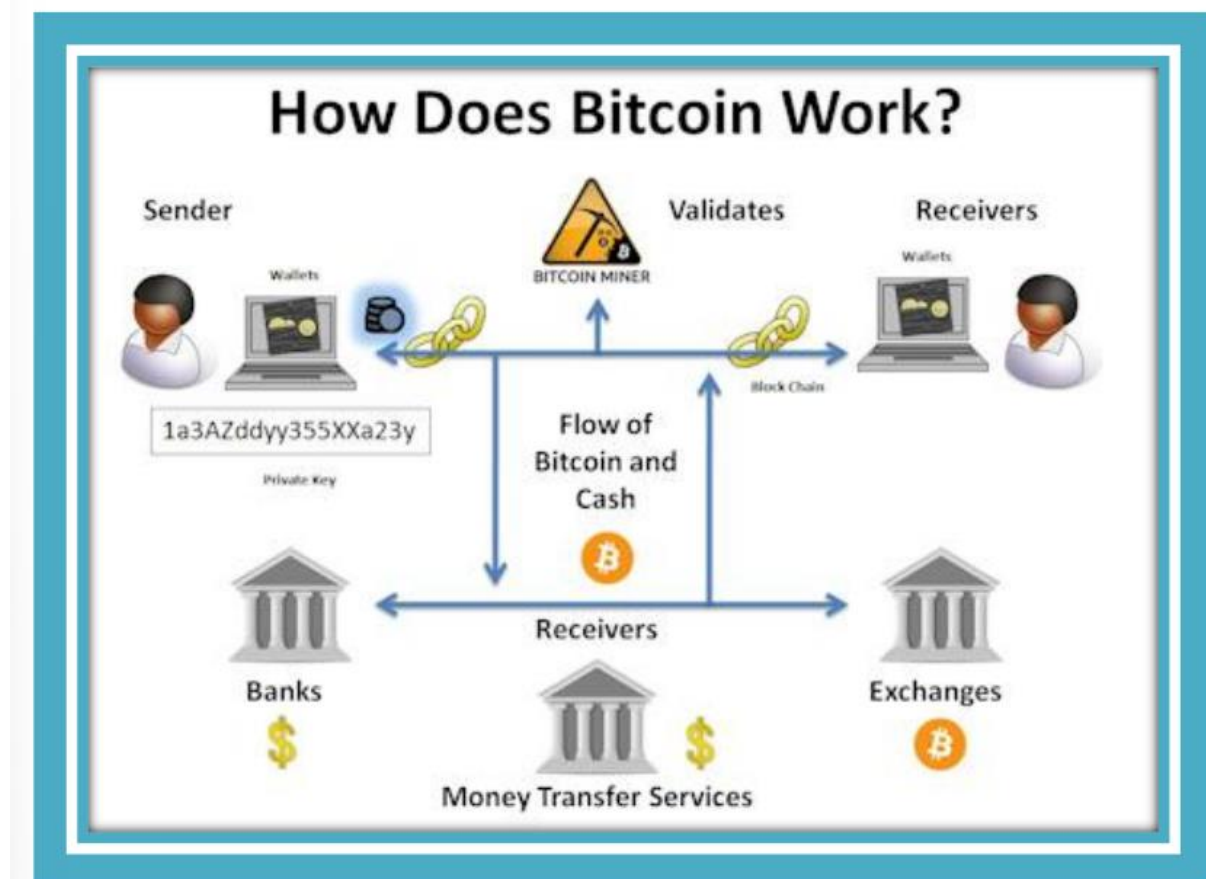 How Does Bitcoin Work?
Sender
Validates
Receivers
Wallets
BITCOIN MINER
Wallets
Block Chain
1a3AZddyy355XXa23y
Private Key
Flow of
Bitcoin and
Cash
Receivers
Banks
Exchanges
$
$
Money Transfer Services